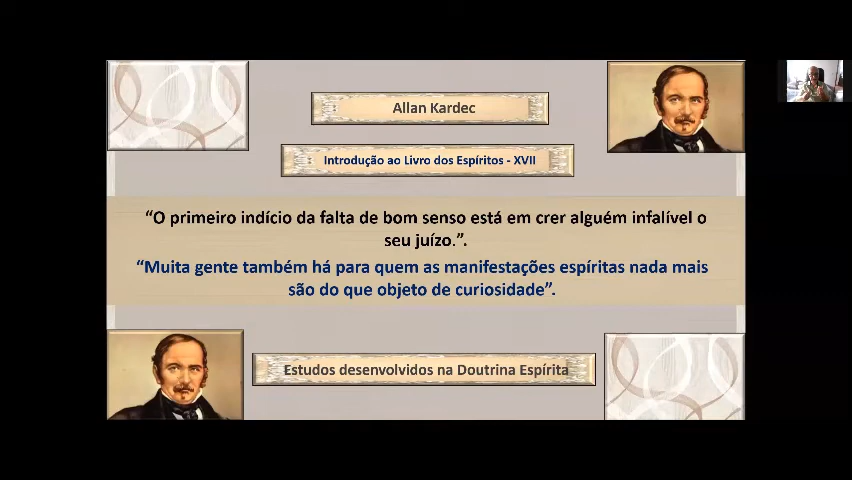 Allan Kardec
Introdução ao Livro dos Espíritos - XVII
“O primeiro indício da falta de bom senso está em crer alguém infalível o
seu juízo.”.
“Muita gente também há para quem as manifestações espíritas nada mais
são do que objeto de curiosidade”.
Estudos desenvolvidos na Doutrina Espírita